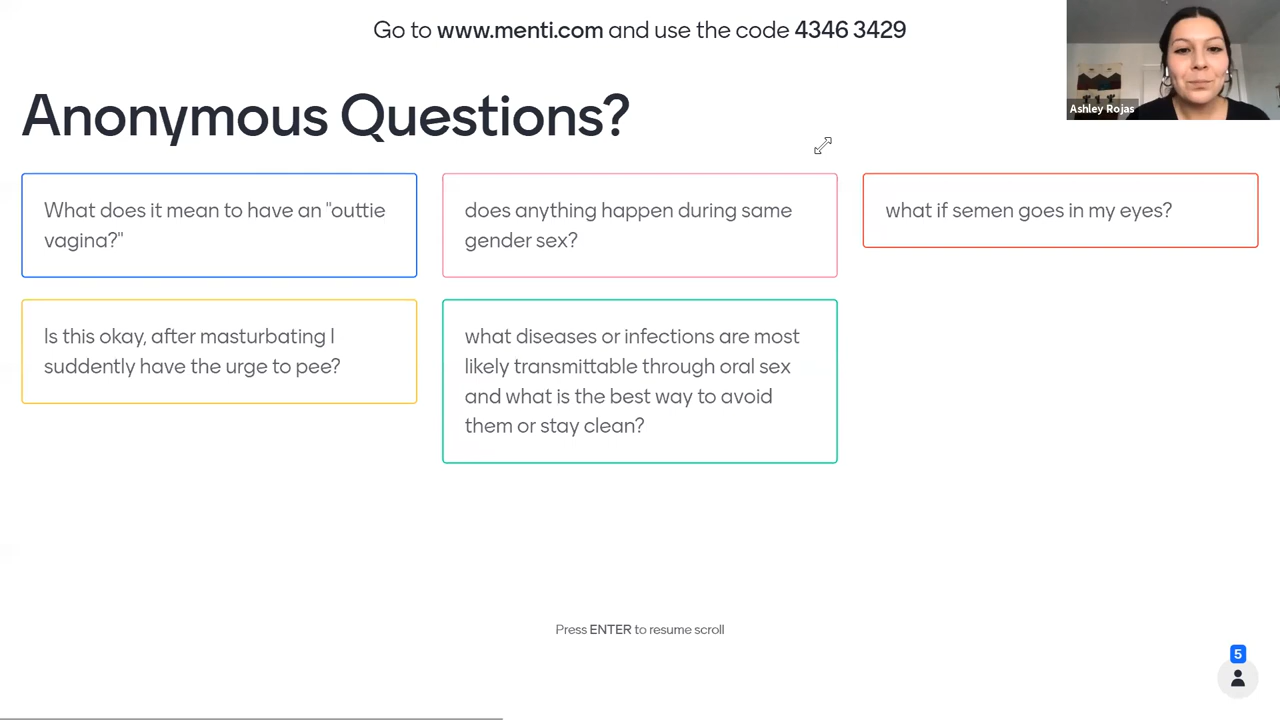 Go to www.menti.com and use the code 4346 3429
Ashley Rojas
Anonymous Questions?
What does it mean to have an "outtie
vagina?"
does anything happen during same
gender sex?
what if semen goes in my eyes?
Is this okay, after masturbating I
suddently have the urge to pee?
what diseases or infections are most
likely transmittable through oral sex
and what is the best way to avoid
them or stay clean?
Press ENTER to resume scroll
5